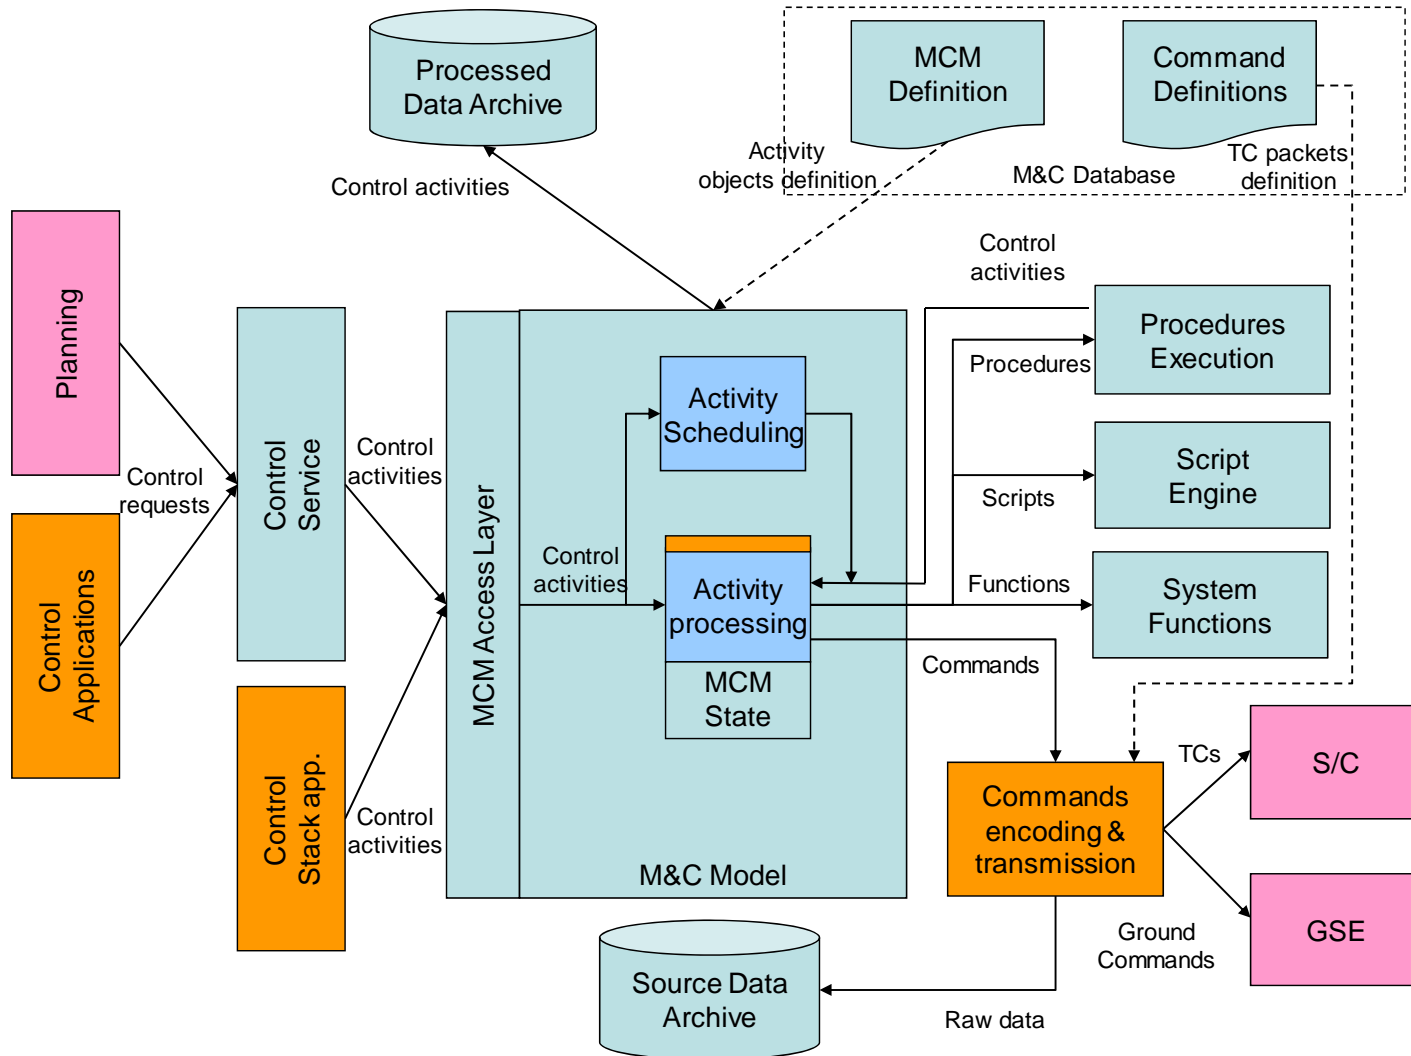 Processed
Data Archive
MCM
Definition
Command
Definitions
Activity
objects definition
TC packets
definition
M&C Database
Control activities
Control
activities
Planning
Control
Service
Control
activities
Control
requests
Control
Applications
Control
Stack app.
Control
activities
MCM Access Layer
Control
activities
Activity
Scheduling
Activity
processing
MCM
State
M&C Model
Procedures
Execution
Procedures
Script
Engine
Scripts
Functions
System
Functions
Commands
Commands
encoding &
transmission
TCs
S/C
Ground
Commands
GSE
Source Data
Archive
Raw data